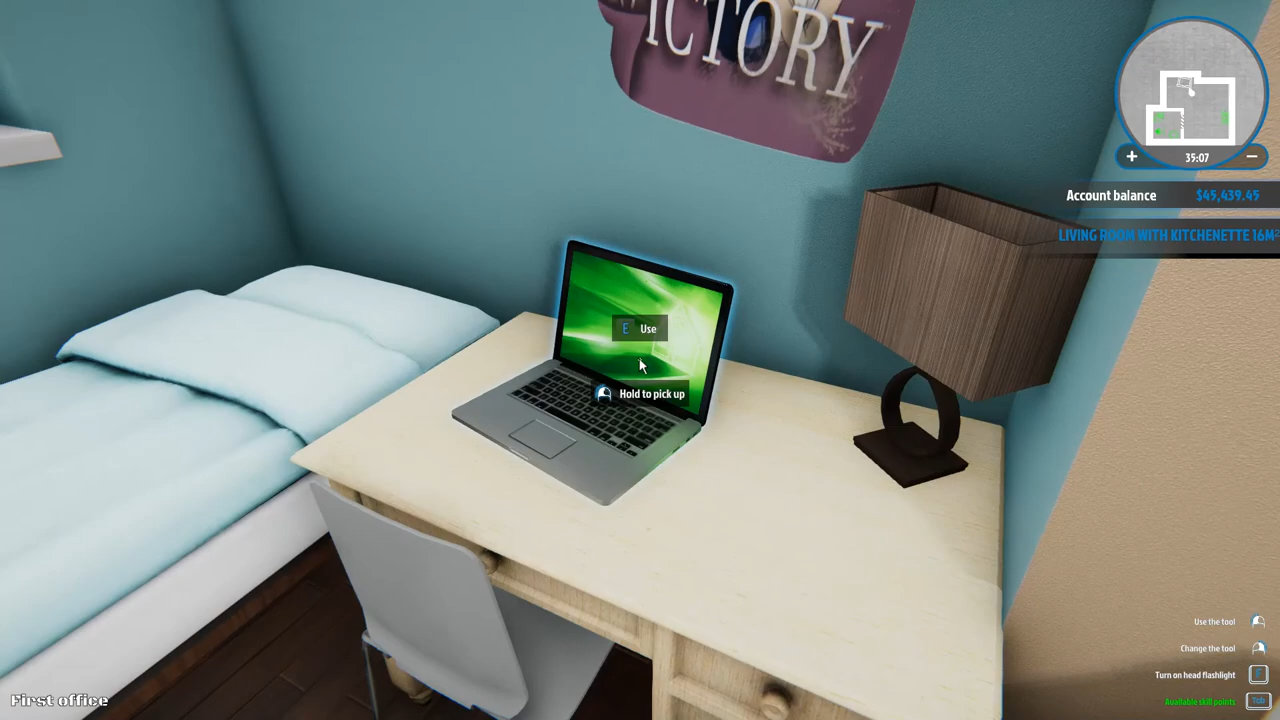 ICTORY
35:07
Account balance $45,439.45
LIVING ROOM WITH KITCHENETTE 16M²
E Use
Hold to pick up
Use the tool
Change the tool
Turn on head flashlight
Available skill points Tab
First office